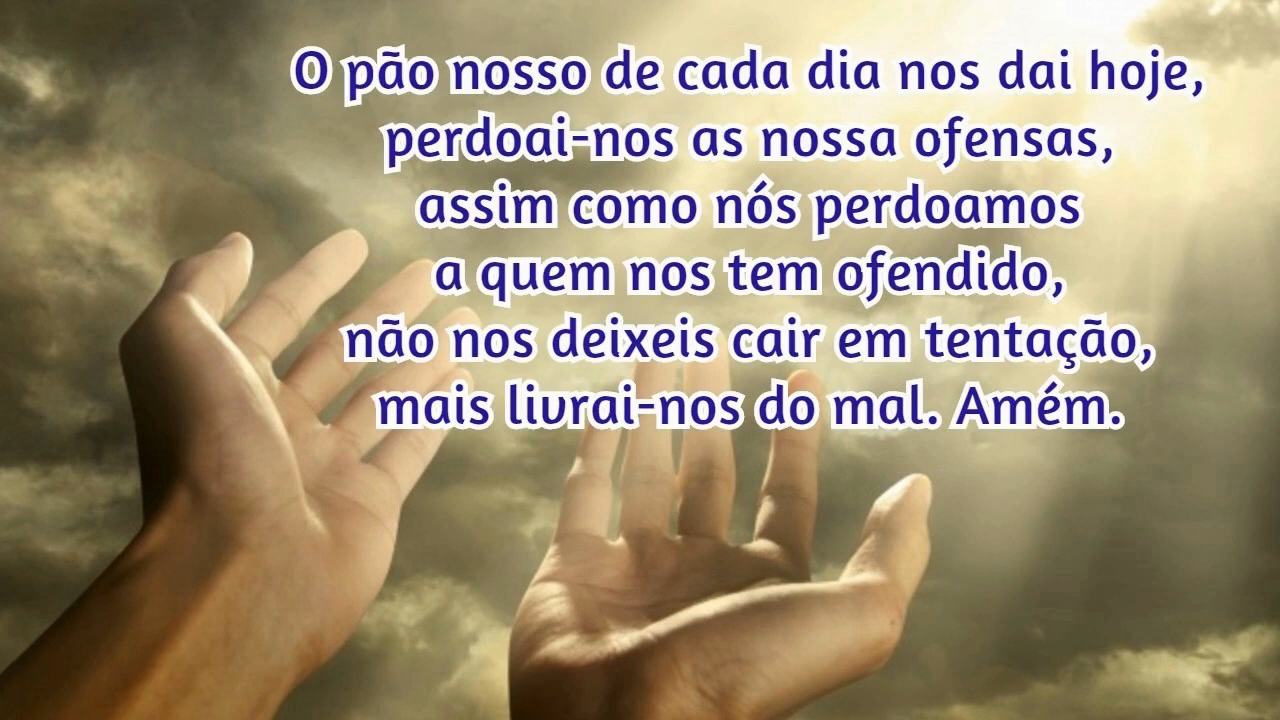 O pão nosso de cada dia nos dai hoje,
perdoai-nos as nossa ofensas,
assim como nós perdoamos
a quem nos tem ofendido,
não nos deixeis cair em tentação,
mais livrai-nos do mal. Amém.